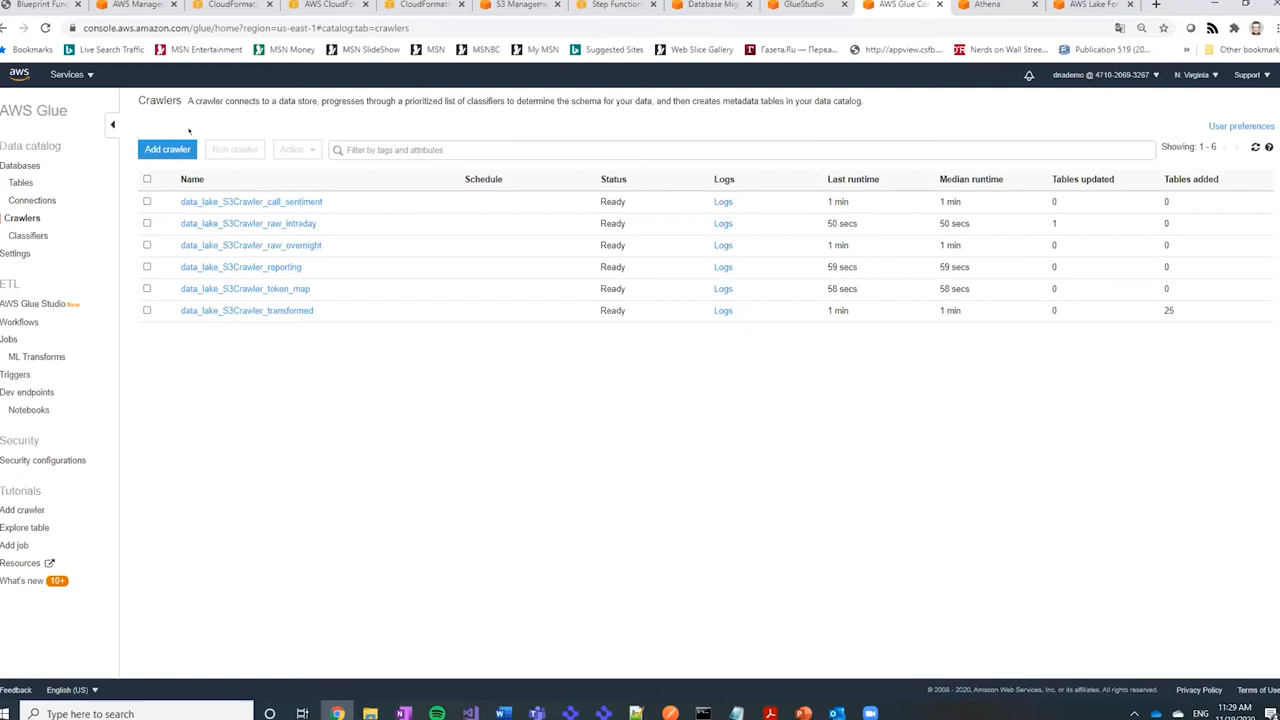 Blueprint Fun
AWS Manage
CloudFormati
AWS CloudFo
CloudFormati
S3 Managem
Step Function
Database Mig
GlueStudio
AWS Glue Co
Athena
AWS Lake For
console.aws.amazon.com/glue/home?region=us-east-1#catalog:tab=crawlers
Bookmarks
Live Search Traffic
MSN Entertainment
MSN Money
MSN SlideShow
MSN
MSNBC
My MSN
Suggested Sites
Web Slice Gallery
Газета.Ru — Перва...
http://appview.csfb....
Nerds on Wall Stree...
Publication 519 (20...
Other bookmark
aws
Services
dnademo @ 4710-2069-3267
N. Virginia
Support
AWS Glue
Data catalog
Databases
Tables
Connections
Crawlers
Classifiers
Settings
ETL
AWS Glue Studio New
Workflows
Jobs
ML Transforms
Triggers
Dev endpoints
Notebooks
Security
Security configurations
Tutorials
Add crawler
Explore table
Add job
Resources
What's new 10+
Crawlers A crawler connects to a data store, progresses through a prioritized list of classifiers to determine the schema for your data, and then creates metadata tables in your data catalog.
User preferences
Add crawler Run crawler Action Filter by tags and attributes Showing: 1 - 6
Name Schedule Status Logs Last runtime Median runtime Tables updated Tables added
data_lake_S3Crawler_call_sentiment Ready Logs 1 min 1 min 0 0
data_lake_S3Crawler_raw_intraday Ready Logs 50 secs 50 secs 1 0
data_lake_S3Crawler_raw_overnight Ready Logs 1 min 1 min 0 0
data_lake_S3Crawler_reporting Ready Logs 59 secs 59 secs 0 0
data_lake_S3Crawler_token_map Ready Logs 58 secs 58 secs 0 0
data_lake_S3Crawler_transformed Ready Logs 1 min 1 min 0 25
Feedback English (US) © 2008 - 2020, Amazon Web Services, Inc. or its affiliates. All rights reserved. Privacy Policy Terms of Use
Type here to search
ENG
11:29 AM
11/19/2020